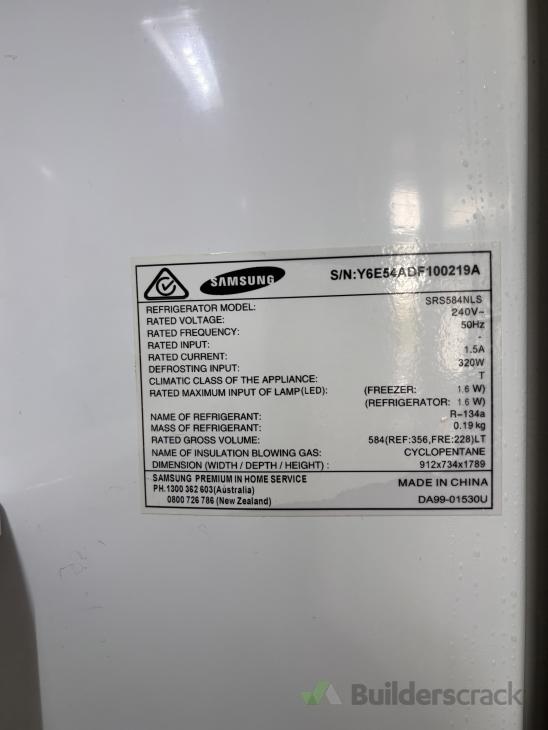 SAMSUNG
S/N:Y6E54ADF100219A
REFRIGERATOR MODEL: SRS584NLS
RATED VOLTAGE: 240V~
RATED FREQUENCY: 50Hz
RATED INPUT: -
RATED CURRENT: 1.5A
DEFROSTING INPUT: 320W
CLIMATIC CLASS OF THE APPLIANCE: T
RATED MAXIMUM INPUT OF LAMP(LED): (FREEZER: 1.6 W)
(REFRIGERATOR: 1.6 W)
NAME OF REFRIGERANT: R-134a
MASS OF REFRIGERANT: 0.19 kg
RATED GROSS VOLUME: 584(REF:356,FRE:228)LT
NAME OF INSULATION BLOWING GAS: CYCLOPENTANE
DIMENSION (WIDTH / DEPTH / HEIGHT) : 912x734x1789
SAMSUNG PREMIUM IN HOME SERVICE
PH.1300 362 603(Australia)
0800 726 786 (New Zealand)
MADE IN CHINA
DA99-01530U
Builderscrack